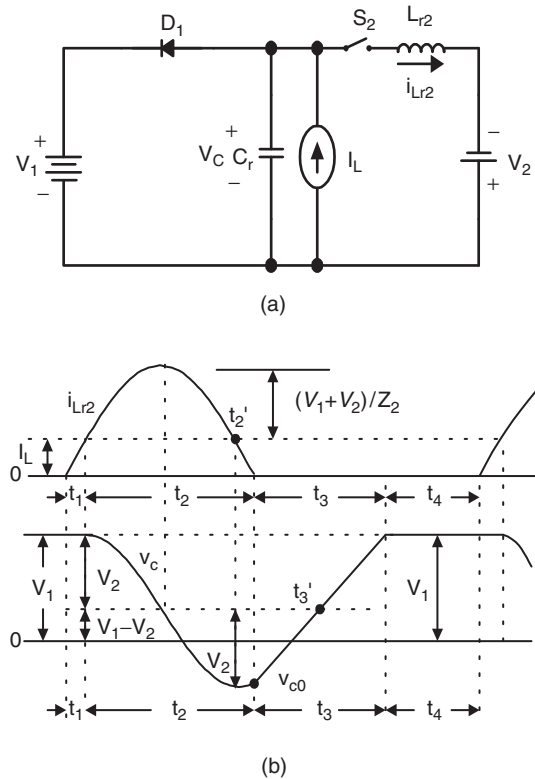 D1
S2
Lr2
iLr2
+
V1
−
+
VC Cr
−
IL
−
V2
+
(a)
iLr2
t2'
(V1+V2)/Z2
IL
0
t1
t2
t3
t4
vc
V1
V2
V1−V2
V2
t3'
V1
0
vc0
t1
t2
t3
t4
(b)